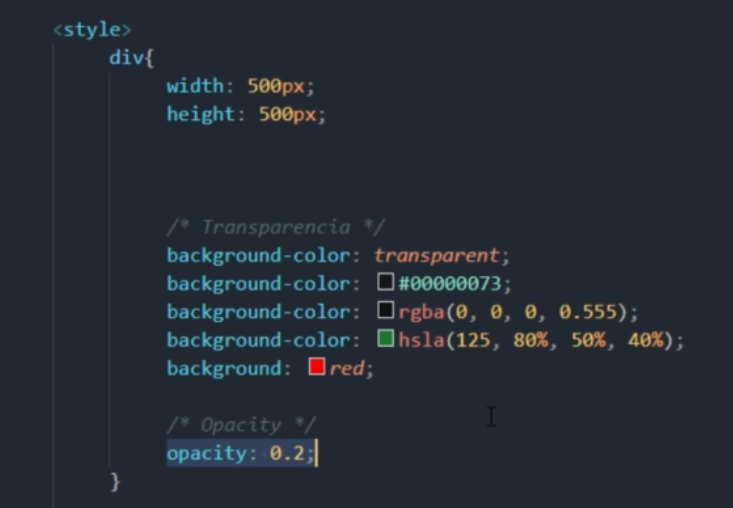 <style>
div{
width: 500px;
height: 500px;
/* Transparencia */
background-color: transparent;
background-color: #00000073;
background-color: rgba(0, 0, 0, 0.555);
background-color: hsla(125, 80%, 50%, 40%);
background: red;
/* Opacity */
opacity: 0.2;
}